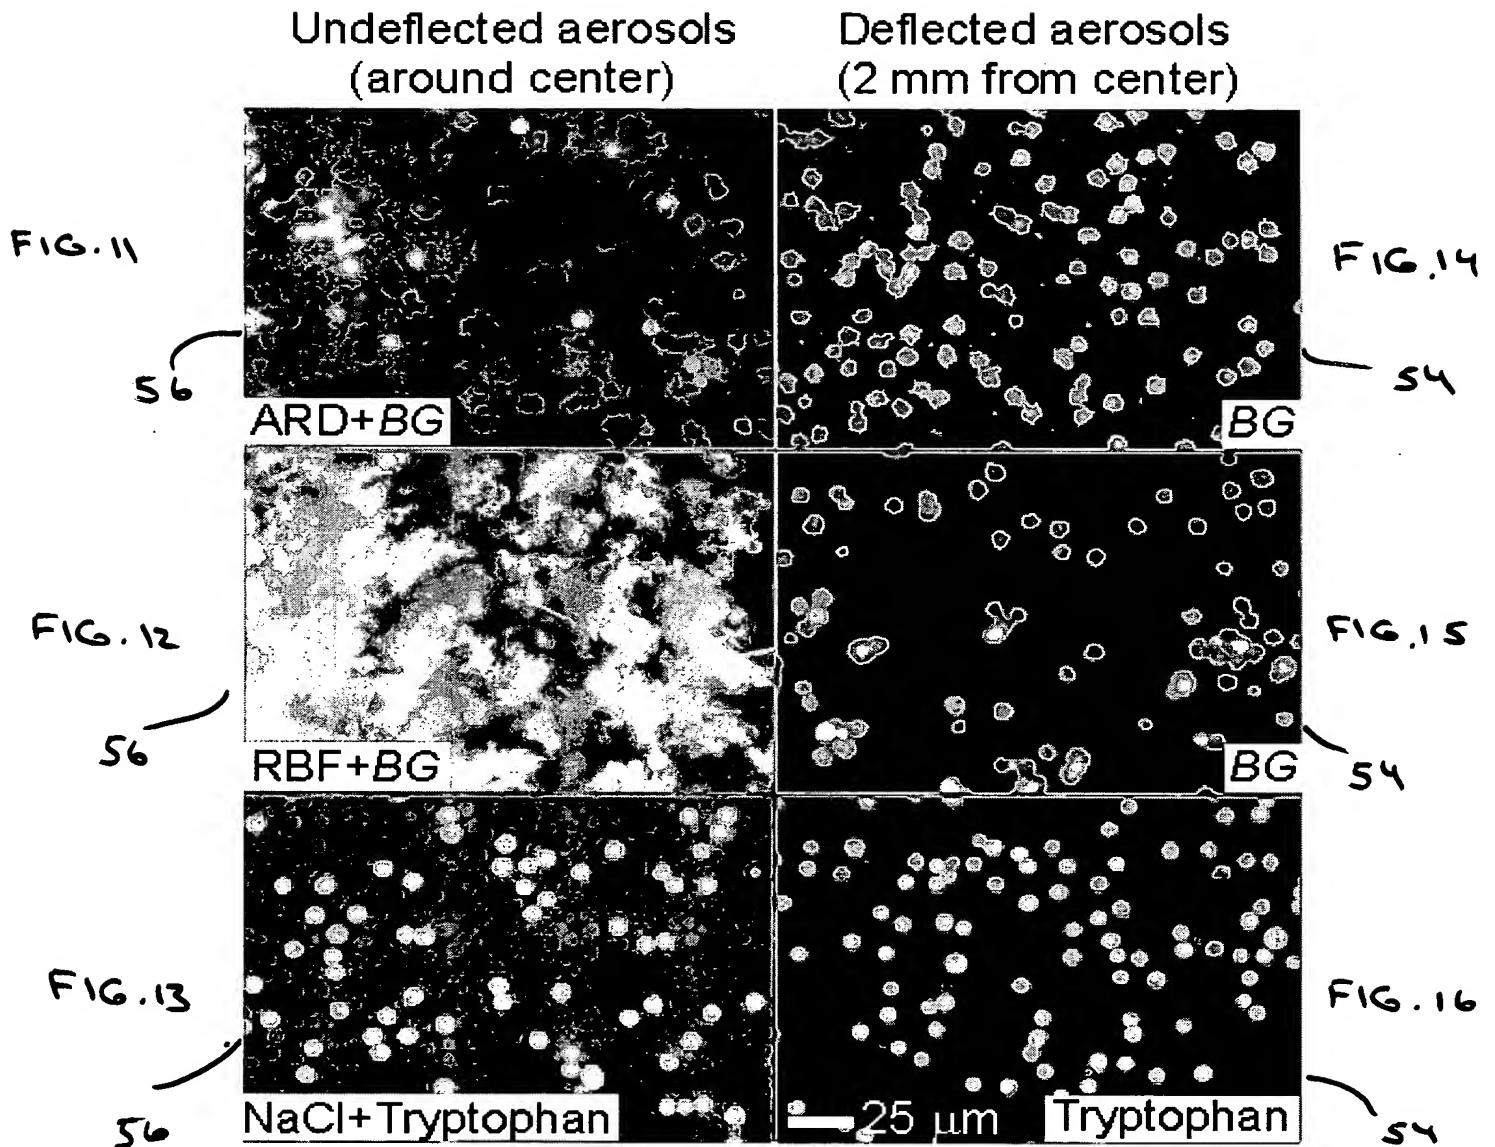 Undeflected aerosols
(around center)
Deflected aerosols
(2 mm from center)
FIG.11
56
ARD+BG
BG
FIG.14
54
FIG.12
56
RBF+BG
BG
FIG.15
54
FIG.13
56
NaCl+Tryptophan
25 µm
Tryptophan
FIG.16
54